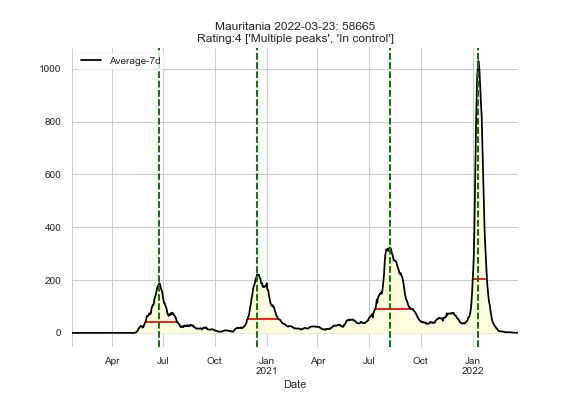 Mauritania 2022-03-23: 58665
Rating:4 ['Multiple peaks', 'In control']
Average-7d
1000
800
600
400
200
0
Apr Jul Oct Jan Apr Jul Oct Jan
2021 2022
Date